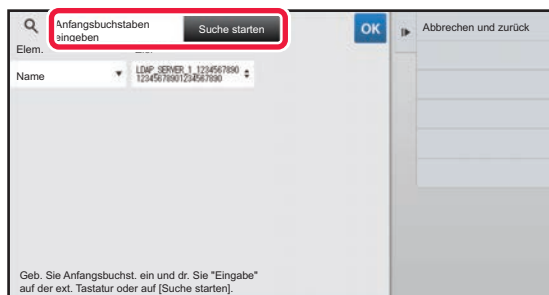 Anfangsbuchstaben
eingeben
Suche starten
OK
Abbrechen und zurück
Elem.
Name
LDAP_SERVER_1_1234567890
12345678901234567890
Geb. Sie Anfangsbuchst. ein und dr. Sie "Eingabe"
auf der ext. Tastatur oder auf [Suche starten].